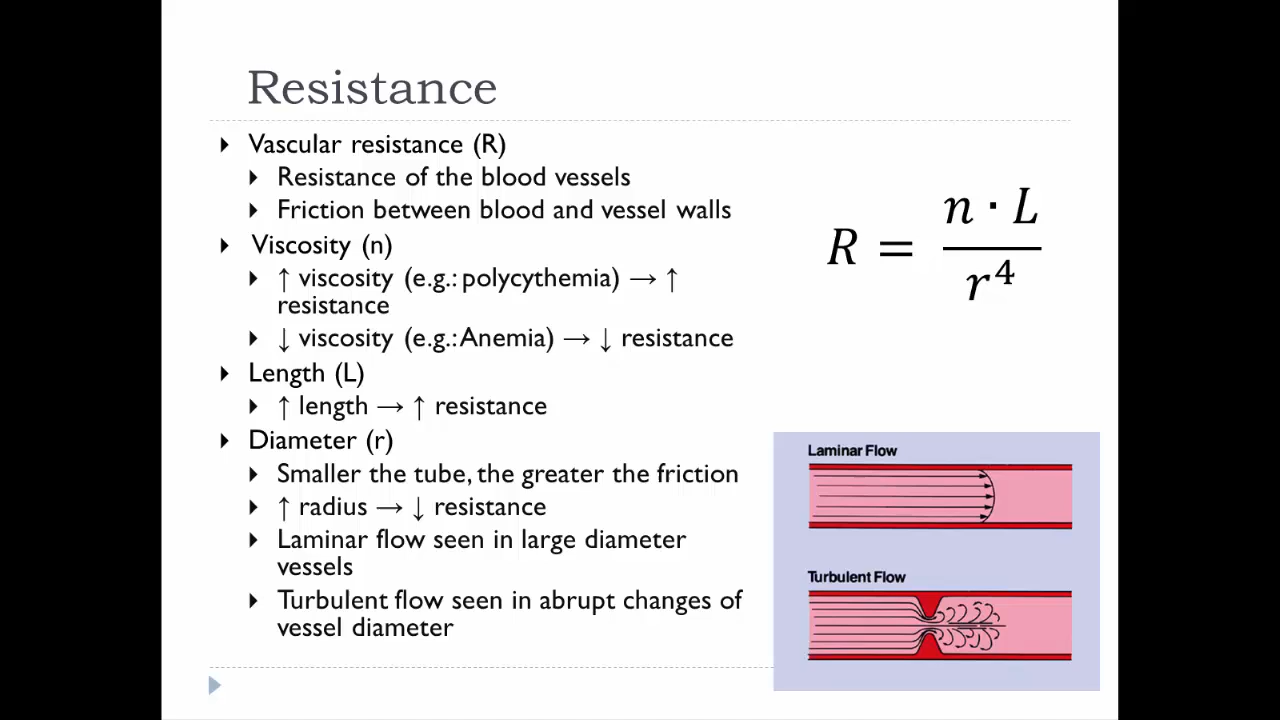 Resistance
Vascular resistance (R)
Resistance of the blood vessels
Friction between blood and vessel walls
Viscosity (n)
↑ viscosity (e.g.: polycythemia) → ↑
resistance
↓ viscosity (e.g.: Anemia) → ↓ resistance
Length (L)
↑ length → ↑ resistance
Diameter (r)
Smaller the tube, the greater the friction
↑ radius → ↓ resistance
Laminar flow seen in large diameter
vessels
Turbulent flow seen in abrupt changes of
vessel diameter
R = n · L / r⁴
Laminar Flow
Turbulent Flow